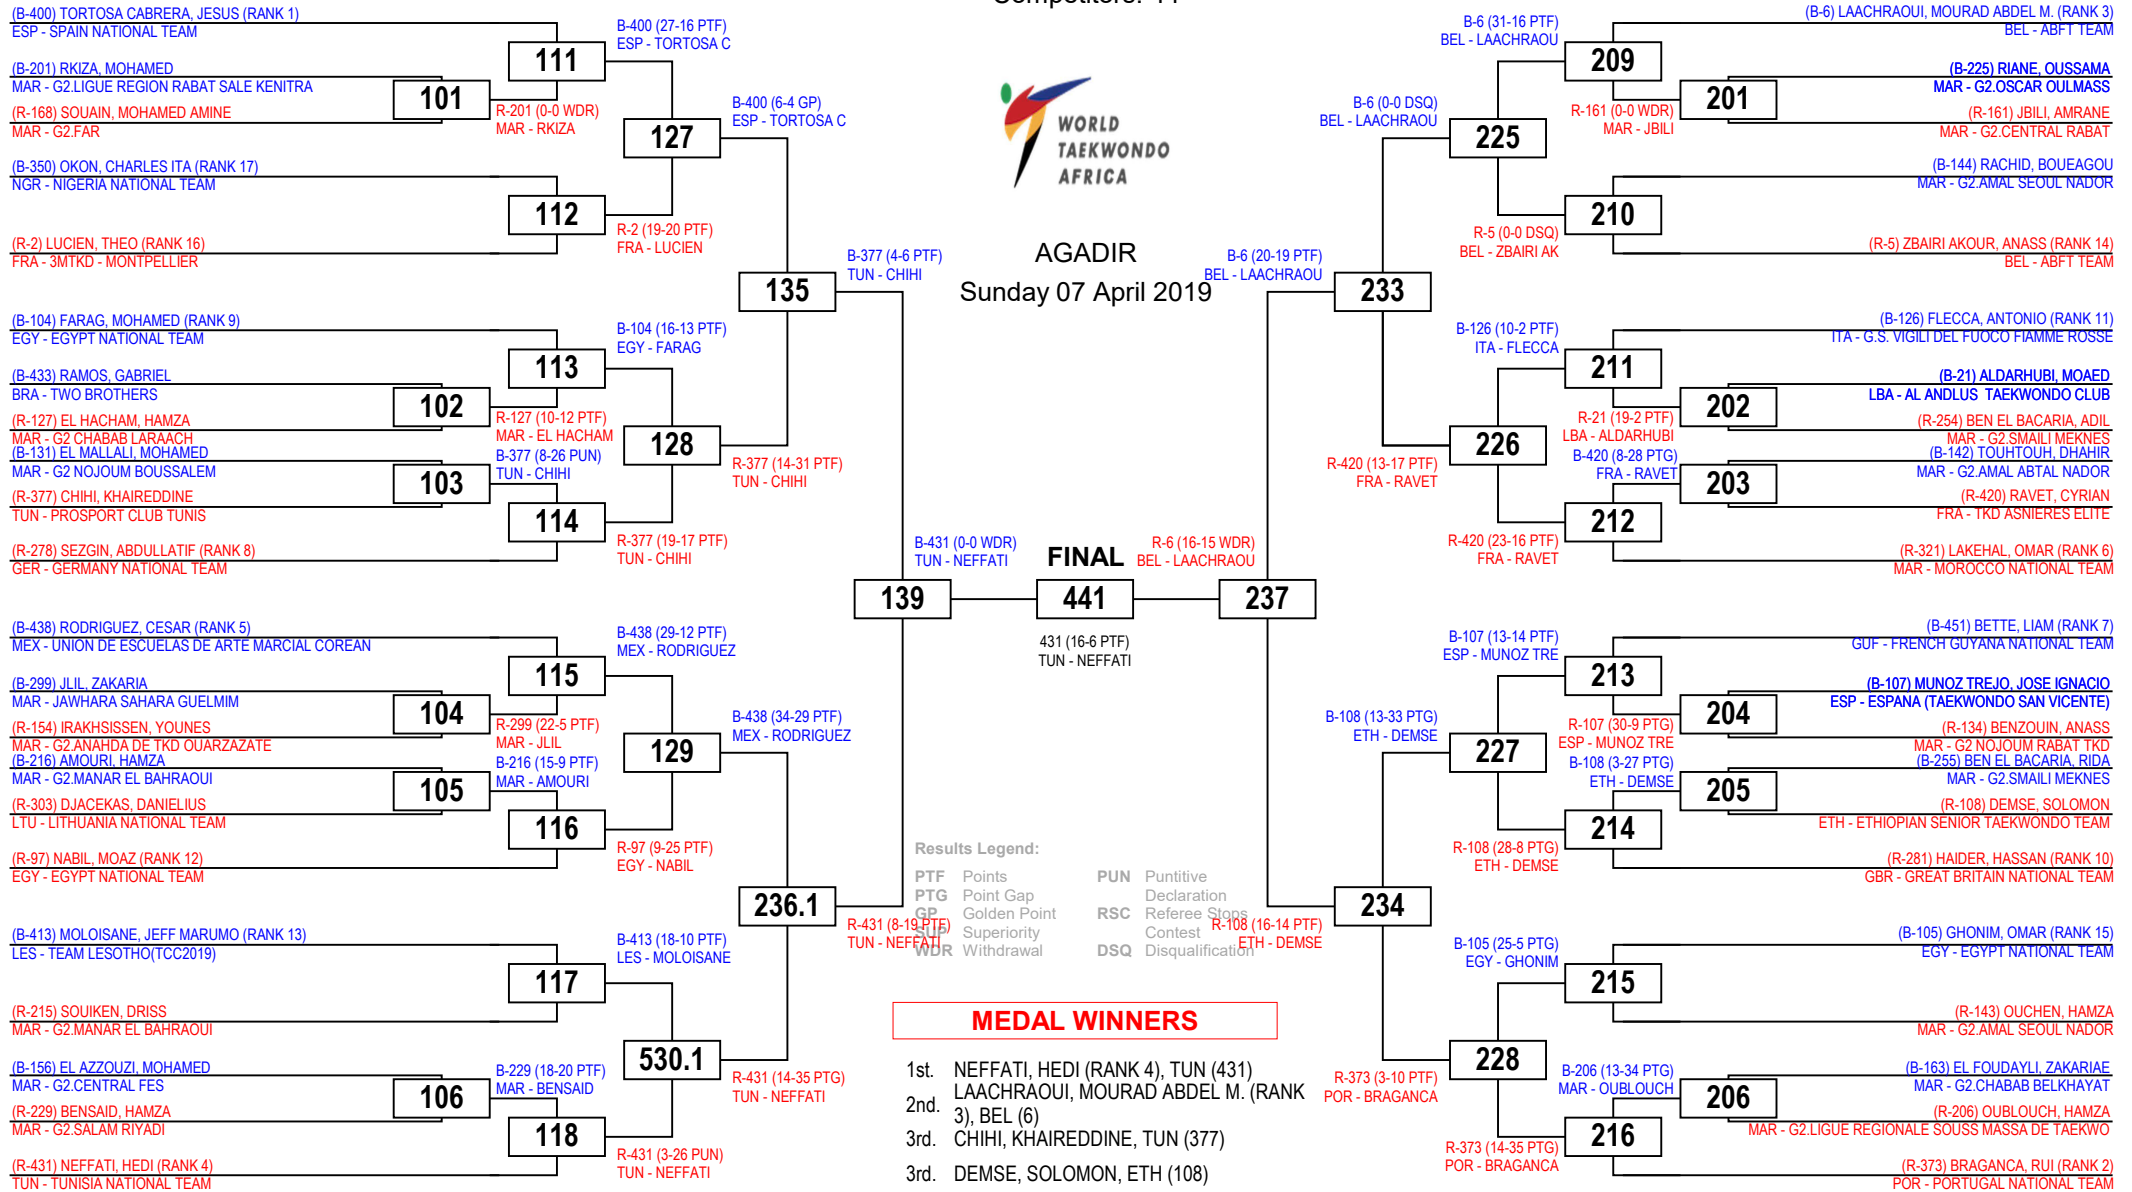 (B-400) TORTOSA CABRERA, JESUS (RANK 1)
ESP - SPAIN NATIONAL TEAM
(B-201) RKIZA, MOHAMED
MAR - G2.LIGUE REGION RABAT SALE KENITRA
(R-168) SOUAIN, MOHAMED AMINE
MAR - G2.FAR
(B-350) OKON, CHARLES ITA (RANK 17)
NGR - NIGERIA NATIONAL TEAM
(R-2) LUCIEN, THEO (RANK 16)
FRA - 3MTKD - MONTPELLIER
(B-104) FARAG, MOHAMED (RANK 9)
EGY - EGYPT NATIONAL TEAM
(B-433) RAMOS, GABRIEL
BRA - TWO BROTHERS
(R-127) EL HACHAM, HAMZA
MAR - G2 CHABAB LARAACH
(B-131) EL MALLALI, MOHAMED
MAR - G2 NOJOUM BOUSSALEM
(R-377) CHIHI, KHAIREDDINE
TUN - PROSPORT CLUB TUNIS
(R-278) SEZGIN, ABDULLATIF (RANK 8)
GER - GERMANY NATIONAL TEAM
(B-438) RODRIGUEZ, CESAR (RANK 5)
MEX - UNION DE ESCUELAS DE ARTE MARCIAL COREAN
(B-299) JLIL, ZAKARIA
MAR - JAWHARA SAHARA GUELMIM
(R-154) IRAKHSISSEN, YOUNES
MAR - G2.ANAHDA DE TKD OUARZAZATE
(B-216) AMOURI, HAMZA
MAR - G2.MANAR EL BAHRAOUI
(R-303) DJACEKAS, DANIELIUS
LTU - LITHUANIA NATIONAL TEAM
(R-97) NABIL, MOAZ (RANK 12)
EGY - EGYPT NATIONAL TEAM
(B-413) MOLOISANE, JEFF MARUMO (RANK 13)
LES - TEAM LESOTHO(TCC2019)
(R-215) SOUIKEN, DRISS
MAR - G2.MANAR EL BAHRAOUI
(B-156) EL AZZOUZI, MOHAMED
MAR - G2.CENTRAL FES
(R-229) BENSAID, HAMZA
MAR - G2.SALAM RIYADI
(R-431) NEFFATI, HEDI (RANK 4)
TUN - TUNISIA NATIONAL TEAM
101
R-201 (0-0 WDR)
MAR - RKIZA
102
R-127 (10-12 PTF)
MAR - EL HACHAM
B-377 (8-26 PUN)
TUN - CHIHI
103
104
R-299 (22-5 PTF)
MAR - JLIL
B-216 (15-9 PTF)
MAR - AMOURI
105
B-229 (18-20 PTF)
MAR - BENSAID
106
B-400 (27-16 PTF)
ESP - TORTOSA C
111
112
R-2 (19-20 PTF)
FRA - LUCIEN
B-104 (16-13 PTF)
EGY - FARAG
113
114
R-377 (19-17 PTF)
TUN - CHIHI
B-438 (29-12 PTF)
MEX - RODRIGUEZ
115
116
R-97 (9-25 PTF)
EGY - NABIL
B-413 (18-10 PTF)
LES - MOLOISANE
117
118
R-431 (3-26 PUN)
TUN - NEFFATI
B-400 (6-4 GP)
ESP - TORTOSA C
127
128
R-377 (14-31 PTF)
TUN - CHIHI
B-438 (34-29 PTF)
MEX - RODRIGUEZ
129
530.1
R-431 (14-35 PTG)
TUN - NEFFATI
B-377 (4-6 PTF)
TUN - CHIHI
135
236.1
R-431 (8-19 PTF)
TUN - NEFFATI
139
B-431 (0-0 WDR)
TUN - NEFFATI
WORLD
TAEKWONDO
AFRICA
AGADIR
Sunday 07 April 2019
FINAL
441
431 (16-6 PTF)
TUN - NEFFATI
R-6 (16-15 WDR)
BEL - LAACHRAOU
237
Results Legend:
PTF Points
PTG Point Gap
GP Golden Point
SUP Superiority
WDR Withdrawal
PUN Puntitive
Declaration
RSC Referee Stops
Contest
DSQ Disqualification
MEDAL WINNERS
1st. NEFFATI, HEDI (RANK 4), TUN (431)
2nd. LAACHRAOUI, MOURAD ABDEL M. (RANK
3), BEL (6)
3rd. CHIHI, KHAIREDDINE, TUN (377)
3rd. DEMSE, SOLOMON, ETH (108)
B-6 (20-19 PTF)
BEL - LAACHRAOU
233
234
R-108 (16-14 PTF)
ETH - DEMSE
B-6 (0-0 DSQ)
BEL - LAACHRAOU
225
226
R-420 (13-17 PTF)
FRA - RAVET
B-108 (13-33 PTG)
ETH - DEMSE
227
228
R-373 (3-10 PTF)
POR - BRAGANCA
B-6 (31-16 PTF)
BEL - LAACHRAOU
209
210
R-5 (0-0 DSQ)
BEL - ZBAIRI AK
B-126 (10-2 PTF)
ITA - FLECCA
211
212
R-420 (23-16 PTF)
FRA - RAVET
B-107 (13-14 PTF)
ESP - MUNOZ TRE
213
214
R-108 (28-8 PTG)
ETH - DEMSE
B-105 (25-5 PTG)
EGY - GHONIM
215
216
R-373 (14-35 PTG)
POR - BRAGANCA
R-161 (0-0 WDR)
MAR - JBILI
201
R-21 (19-2 PTF)
LBA - ALDARHUBI
202
B-420 (8-28 PTG)
FRA - RAVET
203
R-107 (30-9 PTG)
ESP - MUNOZ TRE
204
B-108 (3-27 PTG)
ETH - DEMSE
205
B-206 (13-34 PTG)
MAR - OUBLOUCH
206
(B-6) LAACHRAOUI, MOURAD ABDEL M. (RANK 3)
BEL - ABFT TEAM
(B-225) RIANE, OUSSAMA
MAR - G2.OSCAR OULMASS
(R-161) JBILI, AMRANE
MAR - G2.CENTRAL RABAT
(B-144) RACHID, BOUEAGOU
MAR - G2.AMAL SEOUL NADOR
(R-5) ZBAIRI AKOUR, ANASS (RANK 14)
BEL - ABFT TEAM
(B-126) FLECCA, ANTONIO (RANK 11)
ITA - G.S. VIGILI DEL FUOCO FIAMME ROSSE
(B-21) ALDARHUBI, MOAED
LBA - AL ANDLUS TAEKWONDO CLUB
(R-254) BEN EL BACARIA, ADIL
MAR - G2.SMAILI MEKNES
(B-142) TOUHTOUH, DHAHIR
MAR - G2.AMAL ABTAL NADOR
(R-420) RAVET, CYRIAN
FRA - TKD ASNIERES ELITE
(R-321) LAKEHAL, OMAR (RANK 6)
MAR - MOROCCO NATIONAL TEAM
(B-451) BETTE, LIAM (RANK 7)
GUF - FRENCH GUYANA NATIONAL TEAM
(B-107) MUNOZ TREJO, JOSE IGNACIO
ESP - ESPANA (TAEKWONDO SAN VICENTE)
(R-134) BENZOUIN, ANASS
MAR - G2 NOJOUM RABAT TKD
(B-255) BEN EL BACARIA, RIDA
MAR - G2.SMAILI MEKNES
(R-108) DEMSE, SOLOMON
ETH - ETHIOPIAN SENIOR TAEKWONDO TEAM
(R-281) HAIDER, HASSAN (RANK 10)
GBR - GREAT BRITAIN NATIONAL TEAM
(B-105) GHONIM, OMAR (RANK 15)
EGY - EGYPT NATIONAL TEAM
(R-143) OUCHEN, HAMZA
MAR - G2.AMAL SEOUL NADOR
(B-163) EL FOUDAYLI, ZAKARIAE
MAR - G2.CHABAB BELKHAYAT
(R-206) OUBLOUCH, HAMZA
MAR - G2.LIGUE REGIONALE SOUSS MASSA DE TAEKWO
(R-373) BRAGANCA, RUI (RANK 2)
POR - PORTUGAL NATIONAL TEAM